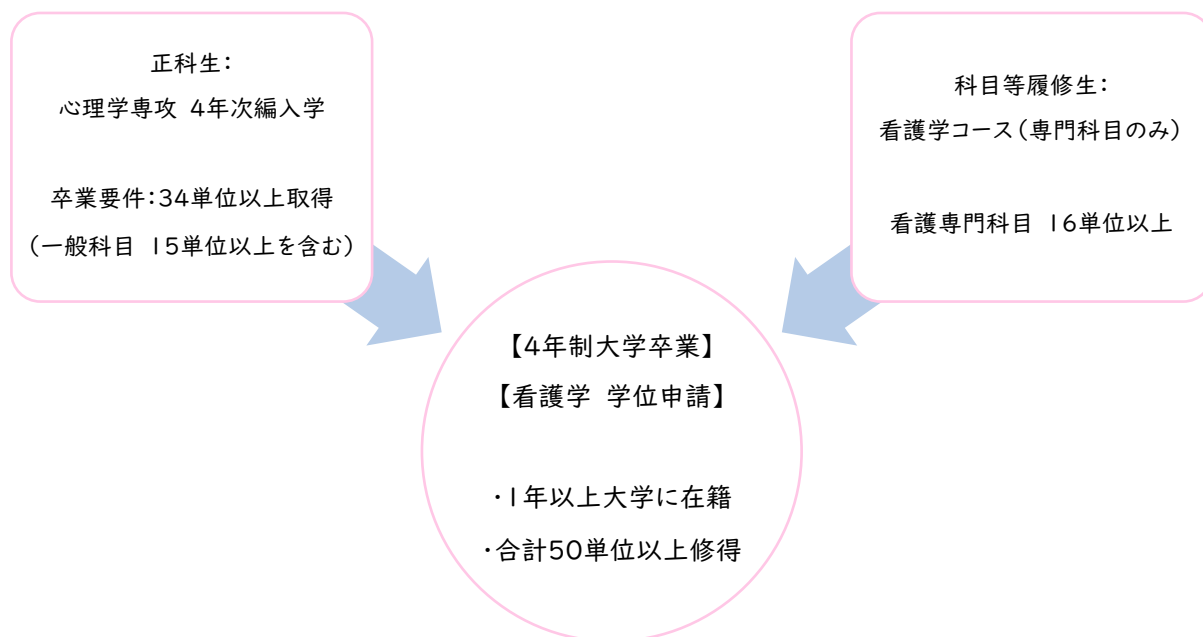 正科生：
心理学専攻 4年次編入学
卒業要件：34単位以上取得
（一般科目 15単位以上を含む）
科目等履修生：
看護学コース（専門科目のみ）
看護専門科目 16単位以上
【4年制大学卒業】
【看護学 学位申請】
・1年以上大学に在籍
・合計50単位以上修得